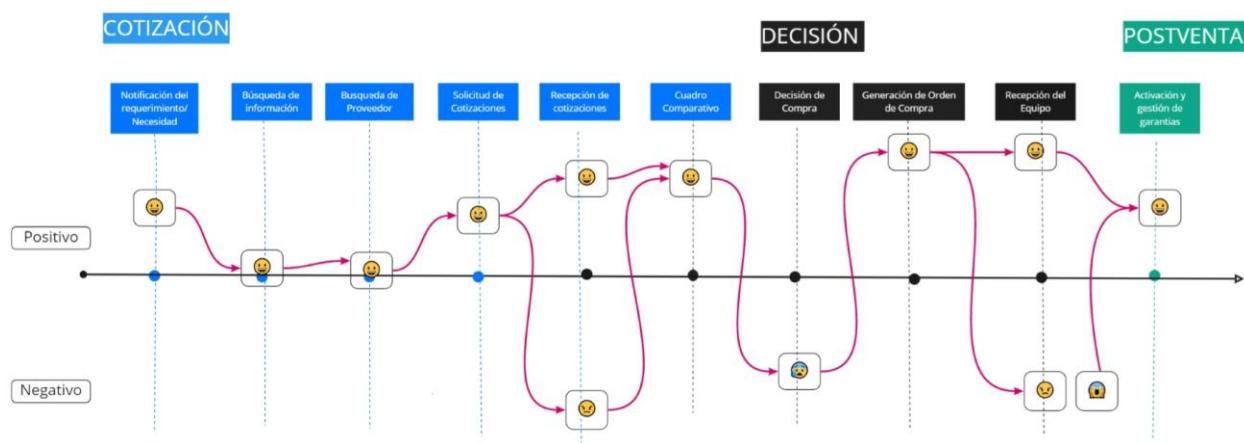 COTIZACIÓN
DECISIÓN
POSTVENTA
Notificación del
requerimiento/
Necesidad
Búsqueda de
información
Busqueda de
Proveedor
Solicitud de
Cotizaciones
Recepción de
cotizaciones
Cuadro
Comparativo
Decisión de
Compra
Generación de Orden
de Compra
Recepción del
Equipo
Activación y
gestión de
garantias
Positivo
Negativo